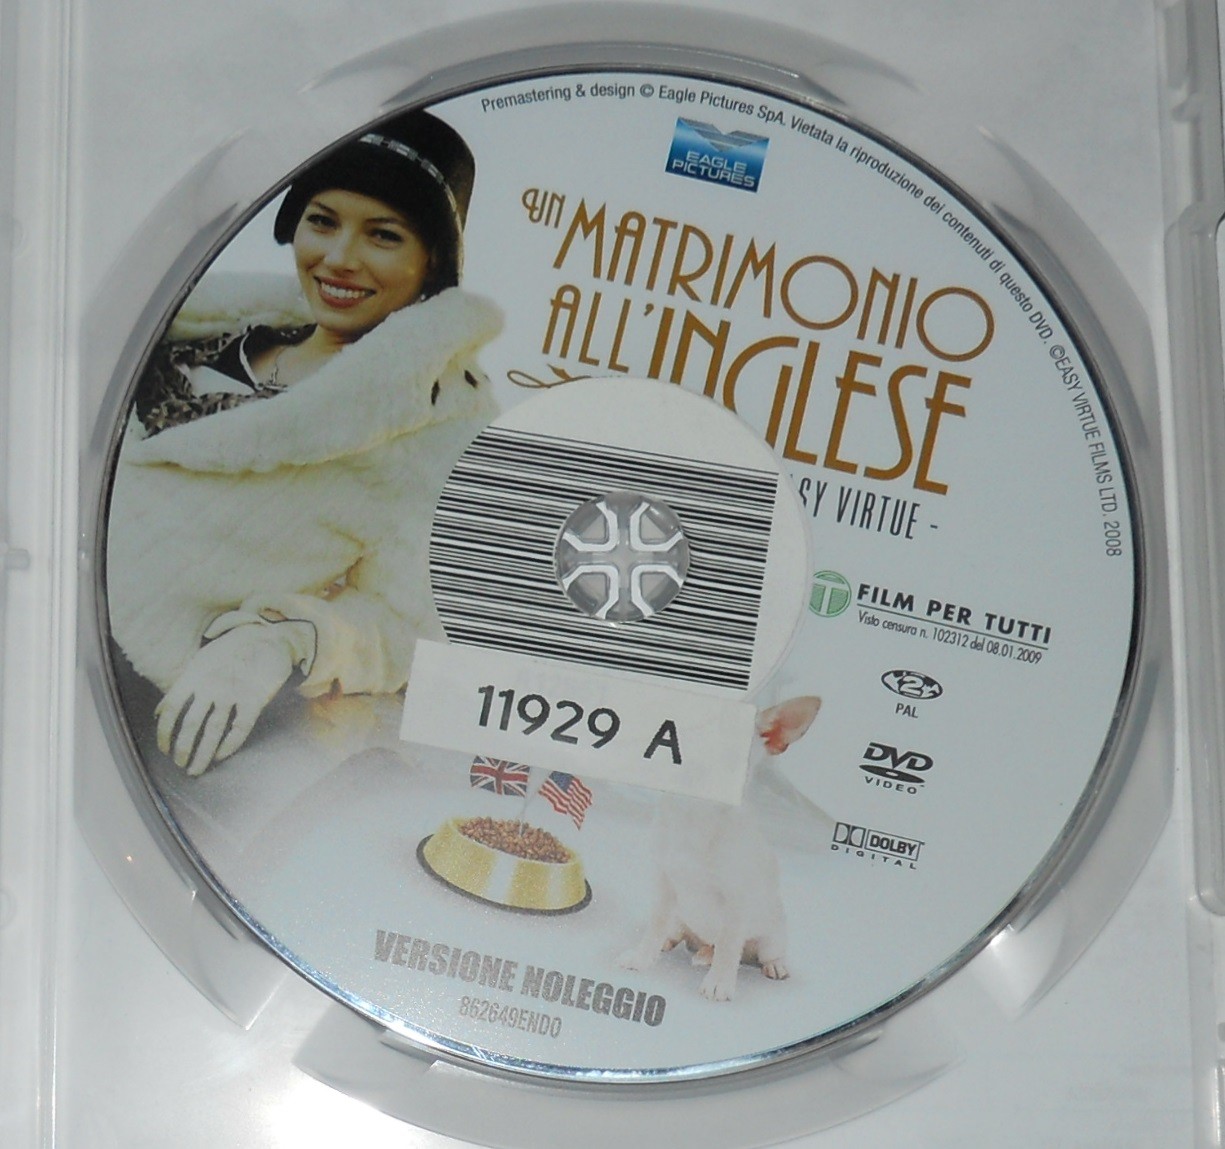 Premastering & design © Eagle Pictures SpA. Vietata la riproduzione dei contenuti di questo DVD. ©EASY VIRTUE FILMS LTD. 2008
EAGLE
PICTURES
UN MATRIMONIO
ALL'INGLESE
VIRTUE -
T FILM PER TUTTI
Visto censura n. 102312 del 08.01.2009
2
PAL
11929 A
DVD
VIDEO
DOLBY
DIGITAL
VERSIONE NOLEGGIO
862649END0